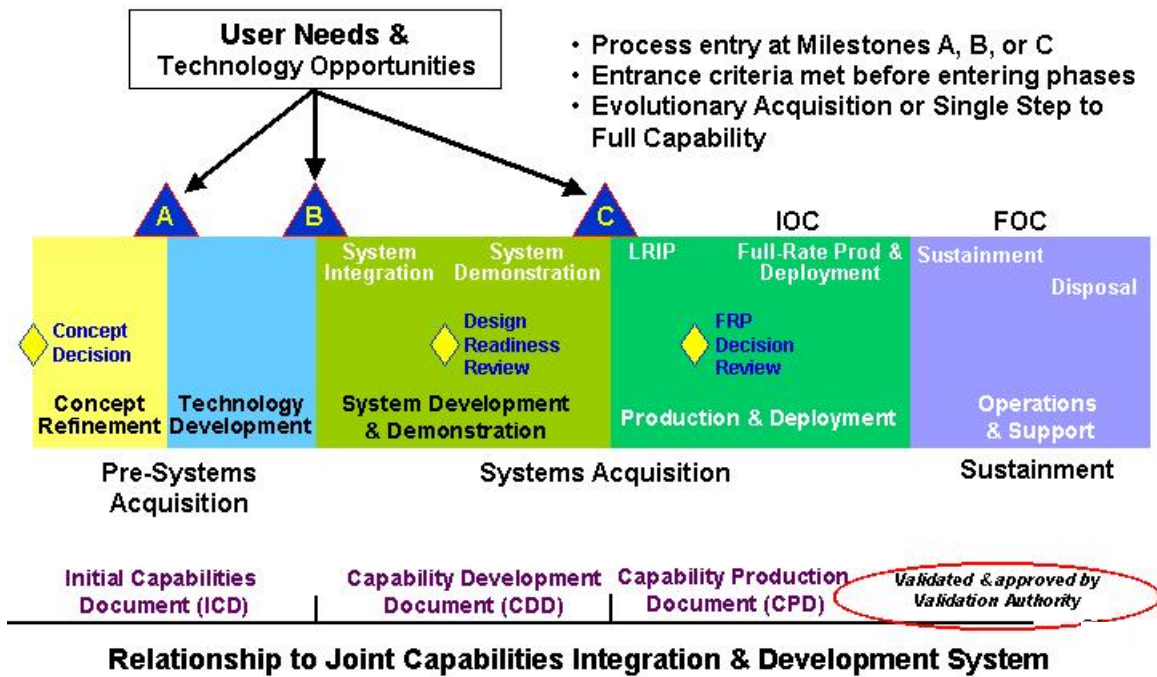 User Needs &
Technology Opportunities
• Process entry at Milestones A, B, or C
• Entrance criteria met before entering phases
• Evolutionary Acquisition or Single Step to
Full Capability
A
B
C
IOC
FOC
System
Integration
System
Demonstration
LRIP
Full-Rate Prod &
Deployment
Sustainment
Disposal
Concept
Decision
Design
Readiness
Review
FRP
Decision
Review
Concept
Refinement
Technology
Development
System Development
& Demonstration
Production & Deployment
Operations
& Support
Pre-Systems
Acquisition
Systems Acquisition
Sustainment
Initial Capabilities
Document (ICD)
Capability Development
Document (CDD)
Capability Production
Document (CPD)
Validated & approved by
Validation Authority
Relationship to Joint Capabilities Integration & Development System